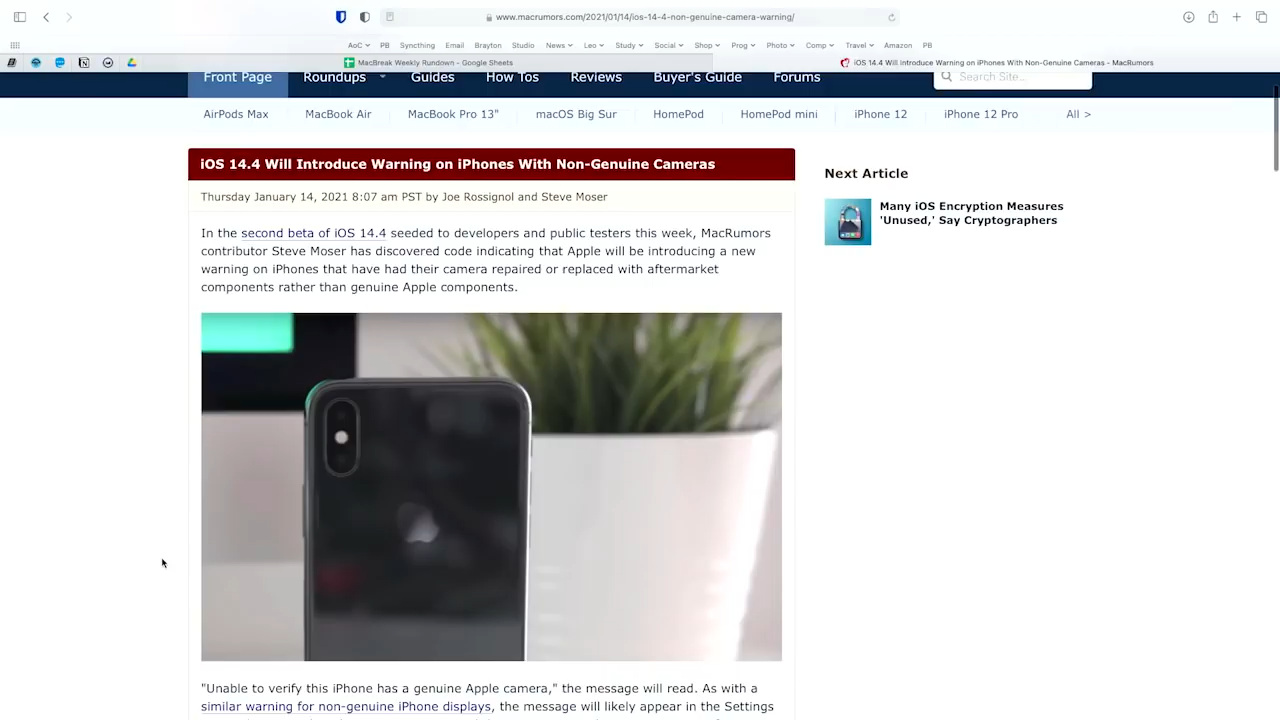 www.macrumors.com/2021/01/14/ios-14-4-non-genuine-camera-warning/
AoC PB Syncthing Email Brayton Studio News Leo Study Social Shop Prog Photo Comp Travel Amazon PB
MacBreak Weekly Rundown - Google Sheets
iOS 14.4 Will Introduce Warning on iPhones With Non-Genuine Cameras - MacRumors
Front Page Roundups Guides How Tos Reviews Buyer's Guide Forums
Search Site...
AirPods Max MacBook Air MacBook Pro 13" macOS Big Sur HomePod HomePod mini iPhone 12 iPhone 12 Pro All >
iOS 14.4 Will Introduce Warning on iPhones With Non-Genuine Cameras
Thursday January 14, 2021 8:07 am PST by Joe Rossignol and Steve Moser
In the second beta of iOS 14.4 seeded to developers and public testers this week, MacRumors
contributor Steve Moser has discovered code indicating that Apple will be introducing a new
warning on iPhones that have had their camera repaired or replaced with aftermarket
components rather than genuine Apple components.
"Unable to verify this iPhone has a genuine Apple camera," the message will read. As with a
similar warning for non-genuine iPhone displays, the message will likely appear in the Settings
Next Article
Many iOS Encryption Measures
'Unused,' Say Cryptographers